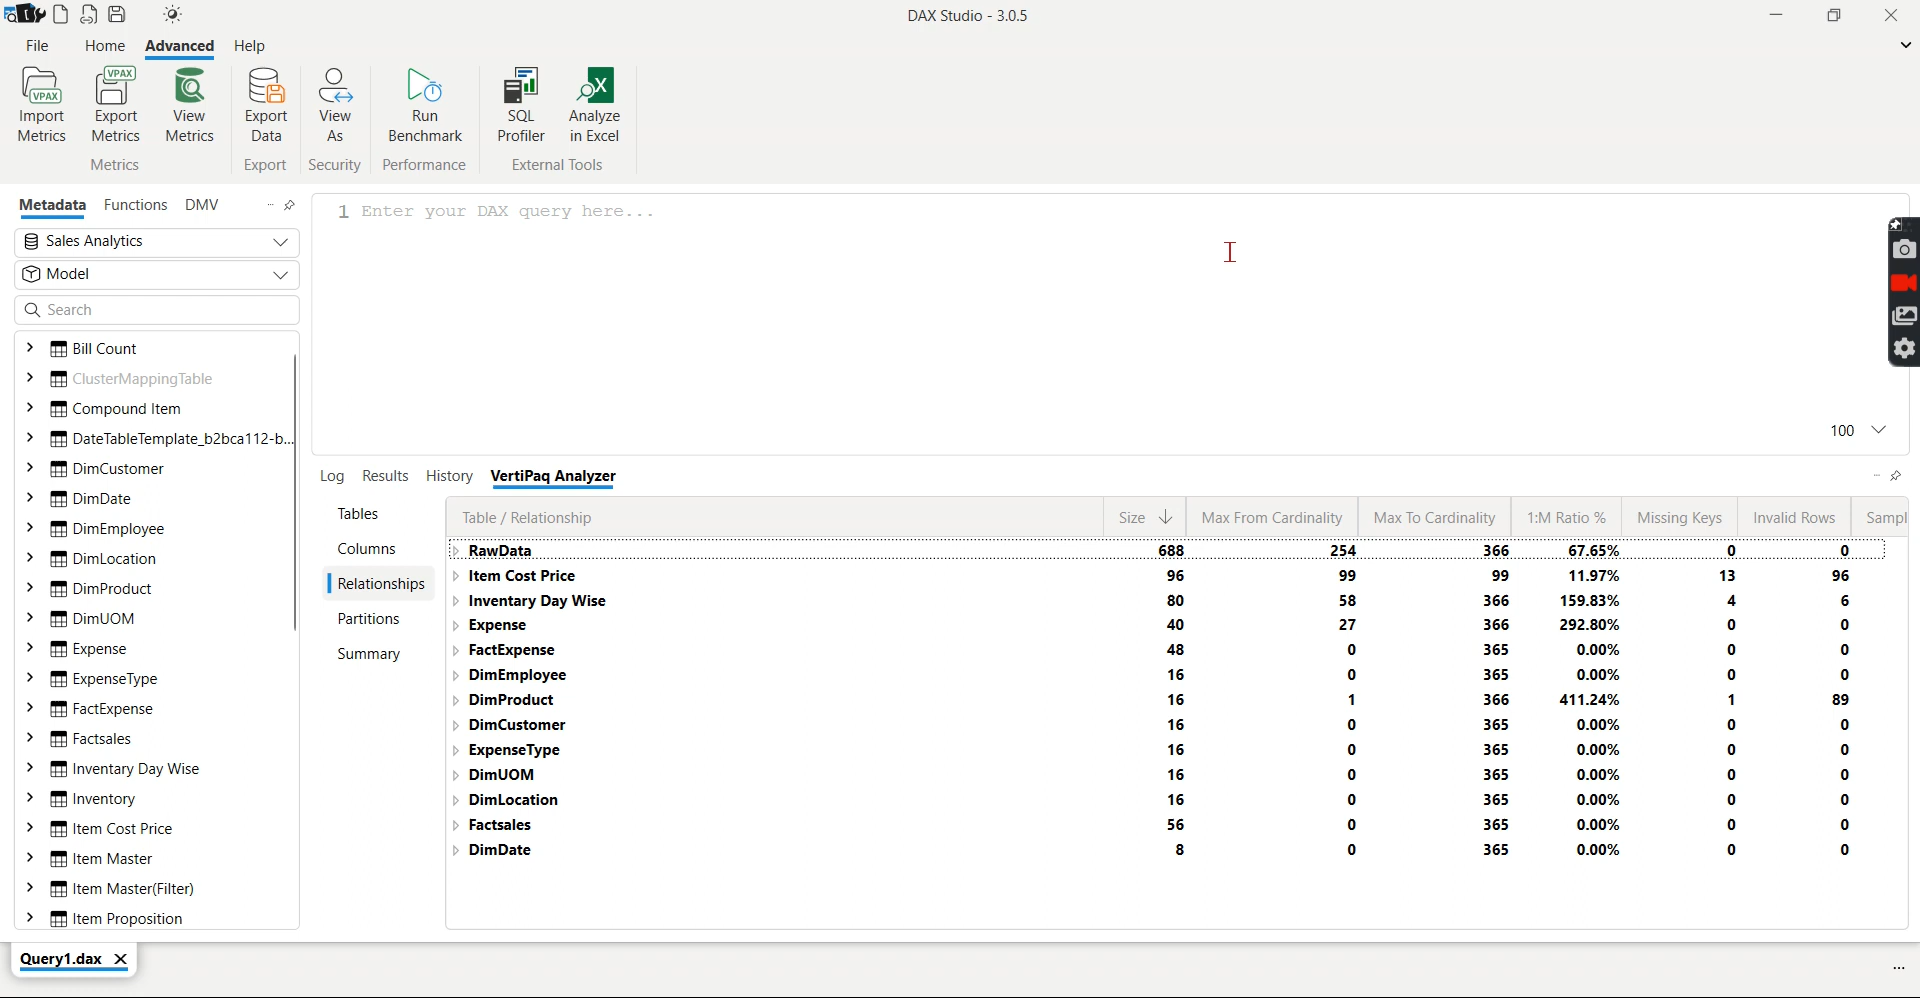 DAX Studio - 3.0.5
File Home Advanced Help
VPAX VPAX
Import Metrics Export Metrics View Metrics Export Data View As Run Benchmark SQL Profiler Analyze in Excel
Metrics Export Security Performance External Tools
Metadata Functions DMV
1 Enter your DAX query here...
Sales Analytics
Model
Search
Bill Count
ClusterMappingTable
Compound Item
DateTableTemplate_b2bca112-b...
DimCustomer
DimDate
DimEmployee
DimLocation
DimProduct
DimUOM
Expense
ExpenseType
FactExpense
Factsales
Inventary Day Wise
Inventory
Item Cost Price
Item Master
Item Master(Filter)
Item Proposition
100
Log Results History VertiPaq Analyzer
Tables
Columns
Relationships
Partitions
Summary
Table / Relationship Size Max From Cardinality Max To Cardinality 1:M Ratio % Missing Keys Invalid Rows Sampl
RawData 688 254 366 67.65% 0 0
Item Cost Price 96 99 99 11.97% 13 96
Inventary Day Wise 80 58 366 159.83% 4 6
Expense 40 27 366 292.80% 0 0
FactExpense 48 0 365 0.00% 0 0
DimEmployee 16 0 365 0.00% 0 0
DimProduct 16 1 366 411.24% 1 89
DimCustomer 16 0 365 0.00% 0 0
ExpenseType 16 0 365 0.00% 0 0
DimUOM 16 0 365 0.00% 0 0
DimLocation 16 0 365 0.00% 0 0
Factsales 56 0 365 0.00% 0 0
DimDate 8 0 365 0.00% 0 0
Query1.dax